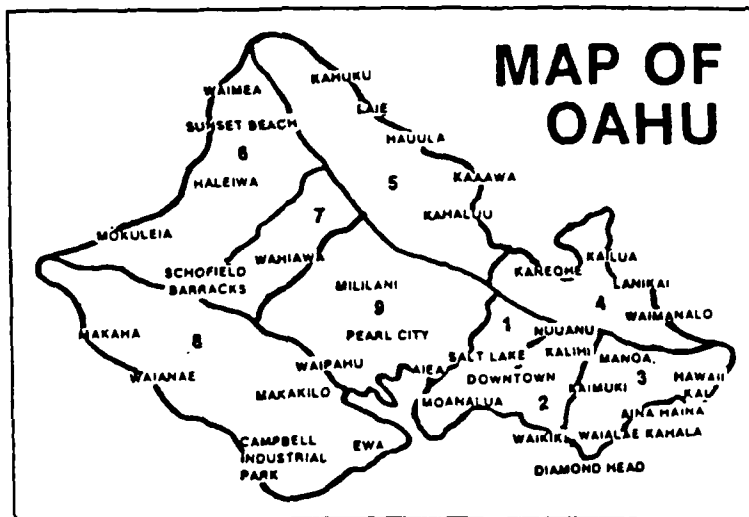 MAP OF
OAHU
KAHUKU
WAIMEA
LAIE
SUNSET BEACH
HAUULA
6
KAAAWA
HALEIWA
5
7
KAHALUU
MOKULEIA
WAHIAWA
KAILUA
SCHOFIELD
BARRACKS
KANEOHE
MILILANI
LANIKAI
9
4
1
WAIMANALO
MAKAHA
8
PEARL CITY
NUUANU
KALIHI
SALT LAKE
MANOA
WAIPAHU
AIEA
WAIANAE
DOWNTOWN
3
HAWAII
KAI
MAKAKILO
MOANALUA
KAIMUKI
2
AINA HAINA
CAMPBELL
INDUSTRIAL
PARK
EWA
WAIKIKI
WAIALAE KAHALA
DIAMOND HEAD